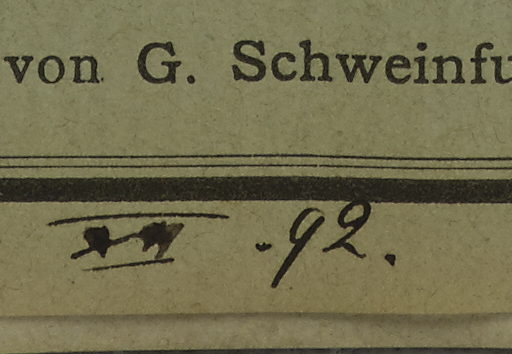 von G. Schweinfu
.92.